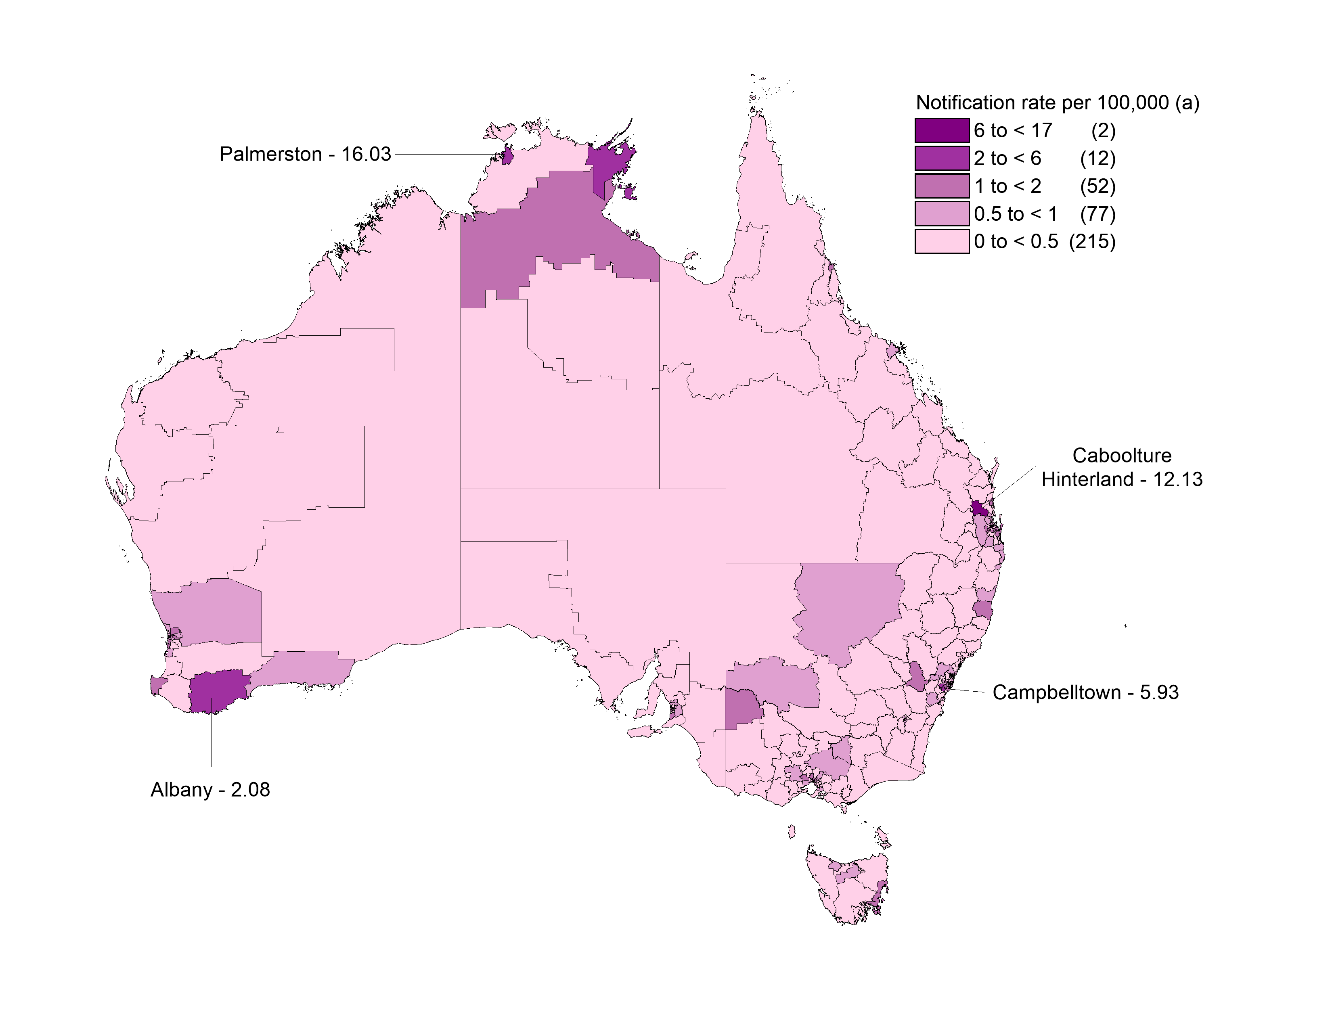 Notification rate per 100,000 (a)
6 to < 17 (2)
2 to < 6 (12)
1 to < 2 (52)
0.5 to < 1 (77)
0 to < 0.5 (215)
Palmerston - 16.03
Caboolture
Hinterland - 12.13
Campbelltown - 5.93
Albany - 2.08